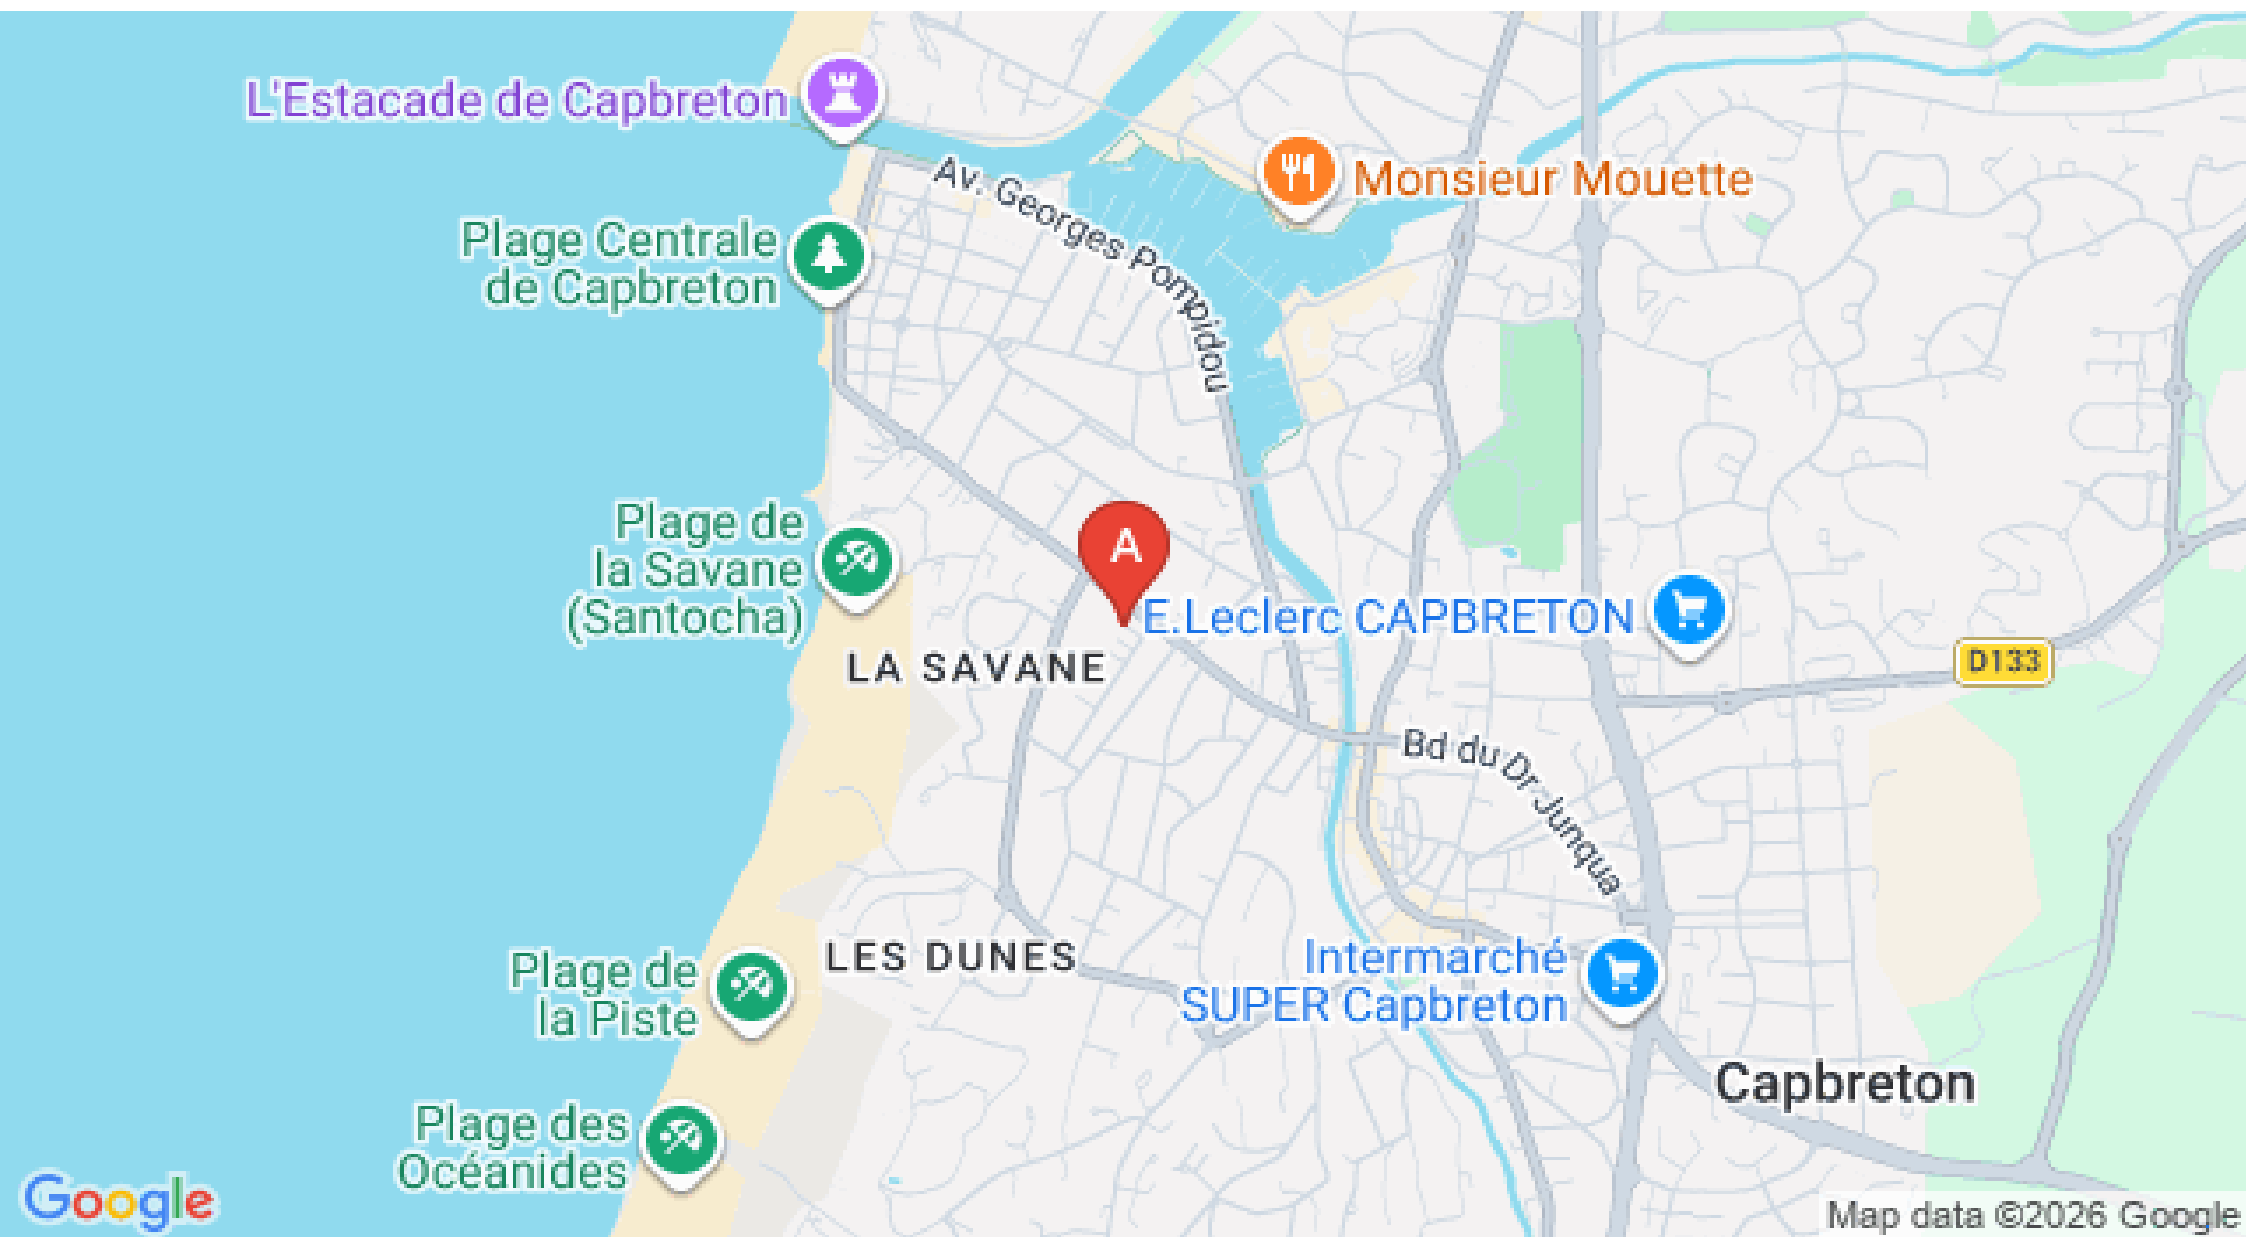 L'Estacade de Capbreton
Av. Georges Pompidou
Monsieur Mouette
Plage Centrale
de Capbreton
Plage de
la Savane
(Santocha)
A
E.Leclerc CAPBRETON
LA SAVANE
D133
Bd du Dr Junqua
Plage de
la Piste
LES DUNES
Intermarché
SUPER Capbreton
Capbreton
Plage des
Océanides
Google
Map data ©2026 Google